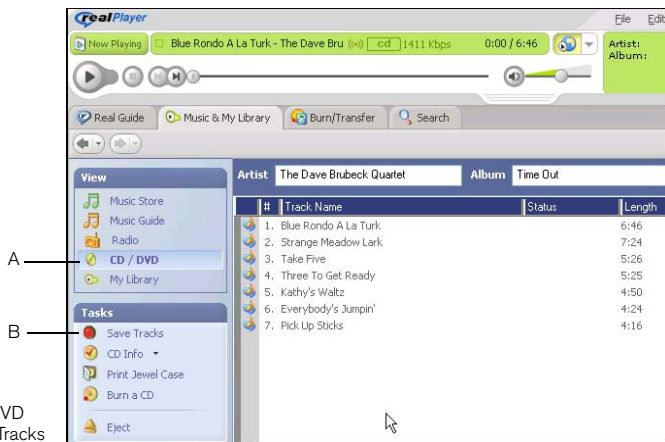 realPlayer
File Edit
Now Playing Blue Rondo A La Turk - The Dave Bru cd 1411 Kbps 0:00 / 6:46
Artist:
Album:
Real Guide Music & My Library Burn/Transfer Search
View
Music Store
Music Guide
Radio
A CD / DVD
My Library
Tasks
B Save Tracks
CD Info
Print Jewel Case
Burn a CD
Eject
Artist The Dave Brubeck Quartet Album Time Out
# Track Name Status Length
1. Blue Rondo A La Turk 6:46
2. Strange Meadow Lark 7:24
3. Take Five 5:26
4. Three To Get Ready 5:25
5. Kathy's Waltz 4:50
6. Everybody's Jumpin' 4:24
7. Pick Up Sticks 4:16
VD
Tracks